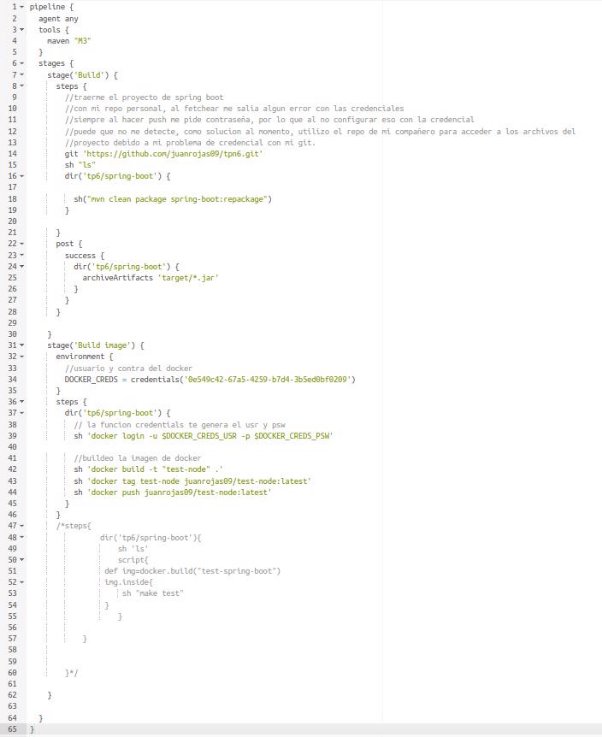 1 pipeline {
2 agent any
3 tools {
4 maven "M3"
5 }
6 stages {
7 stage('Build') {
8 steps {
9 //traerme el proyecto de spring boot
10 //con mi repo personal, al fetchear me salia algun error con las credenciales
11 //siempre al hacer push me pide contraseña, por lo que al no configurar eso con la credencial
12 //puede que no me detecte, como solucion al momento, utilizo el repo de mi compañero para acceder a los archivos del
13 //proyecto debido a mi problema de credencial con mi git.
14 git 'https://github.com/juanrojas09/tpn6.git'
15 sh "ls"
16 dir('tp6/spring-boot') {
17
18 sh("mvn clean package spring-boot:repackage")
19 }
20
21 }
22 post {
23 success {
24 dir('tp6/spring-boot') {
25 archiveArtifacts 'target/*.jar'
26 }
27 }
28 }
29
30 }
31 stage('Build image') {
32 environment {
33 //usuario y contra del docker
34 DOCKER_CREDS = credentials('0e549c42-67a5-4259-b7d4-3b5ed0bf0209')
35 }
36 steps {
37 dir('tp6/spring-boot') {
38 // la funcion credentials te genera el usr y psw
39 sh 'docker login -u $DOCKER_CREDS_USR -p $DOCKER_CREDS_PSW'
40
41 //buildeo la imagen de docker
42 sh 'docker build -t "test-node" .'
43 sh 'docker tag test-node juanrojas09/test-node:latest'
44 sh 'docker push juanrojas09/test-node:latest'
45 }
46 }
47 /*steps{
48 dir('tp6/spring-boot'){
49 sh 'ls'
50 script{
51 def img=docker.build("test-spring-boot")
52 img.inside{
53 sh "make test"
54 }
55 }
56
57 }
58
59
60 }*/
61
62 }
63
64 }
65 }